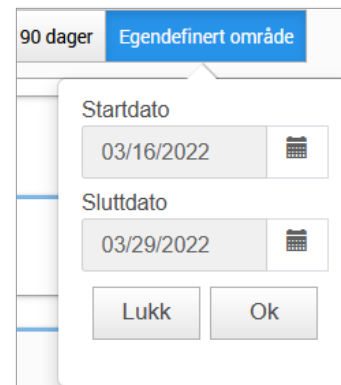 90 dager Egendefinert område
Startdato
03/16/2022
Sluttdato
03/29/2022
Lukk Ok